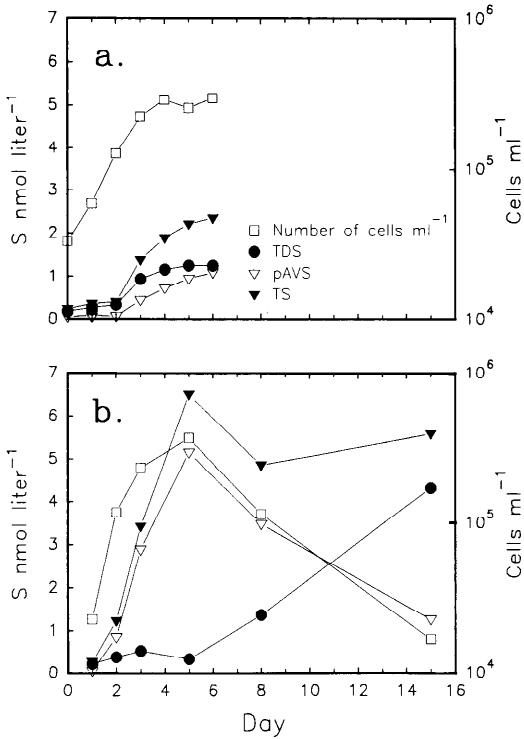 a.
7
6
5
4
3
2
1
0
S nmol liter⁻¹
10⁶
10⁵
10⁴
Cells ml⁻¹
Number of cells ml⁻¹
TDS
pAVS
TS
b.
7
6
5
4
3
2
1
0
S nmol liter⁻¹
10⁶
10⁵
10⁴
Cells ml⁻¹
0 2 4 6 8 10 12 14 16
Day